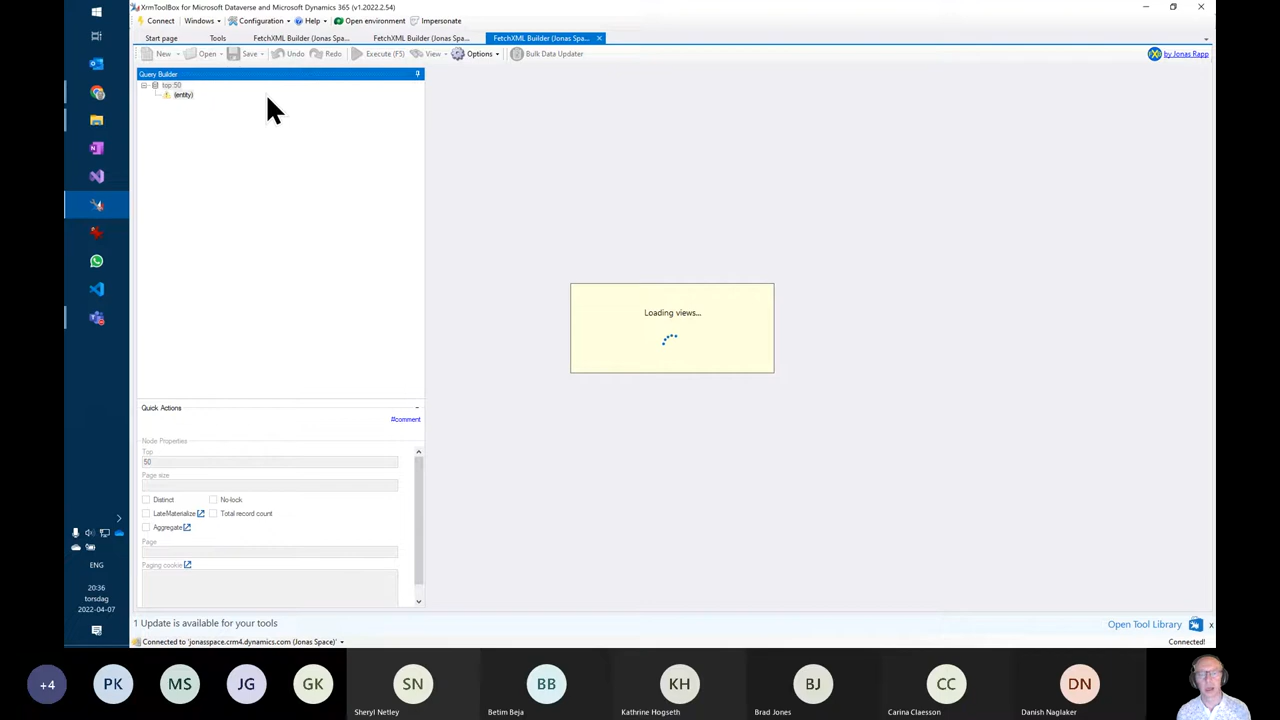 XrmToolBox for Microsoft Dataverse and Microsoft Dynamics 365 (v1.2022.2.54)
Connect Windows Configuration Help Open environment Impersonate
Start page Tools FetchXML Builder (Jonas Spa... FetchXML Builder (Jonas Spa... FetchXML Builder (Jonas Spa...
New Open Save Undo Redo Execute (F5) View Options Bulk Data Updater by Jonas Rapp
Query Builder
top:50
(entity)
Loading views...
Quick Actions
#comment
Node Properties
Top
50
Page size
Distinct No-lock
LateMaterialize Total record count
Aggregate
Page
Paging cookie
ENG
20:36
torsdag
2022-04-07
1 Update is available for your tools
Open Tool Library x
Connected to 'jonasspace.crm4.dynamics.com (Jonas Space)'
Connected!
+4 PK MS JG GK SN BB KH BJ CC DN
Sheryl Netley Betim Beja Kathrine Hogseth Brad Jones Carina Claesson Danish Naglaker